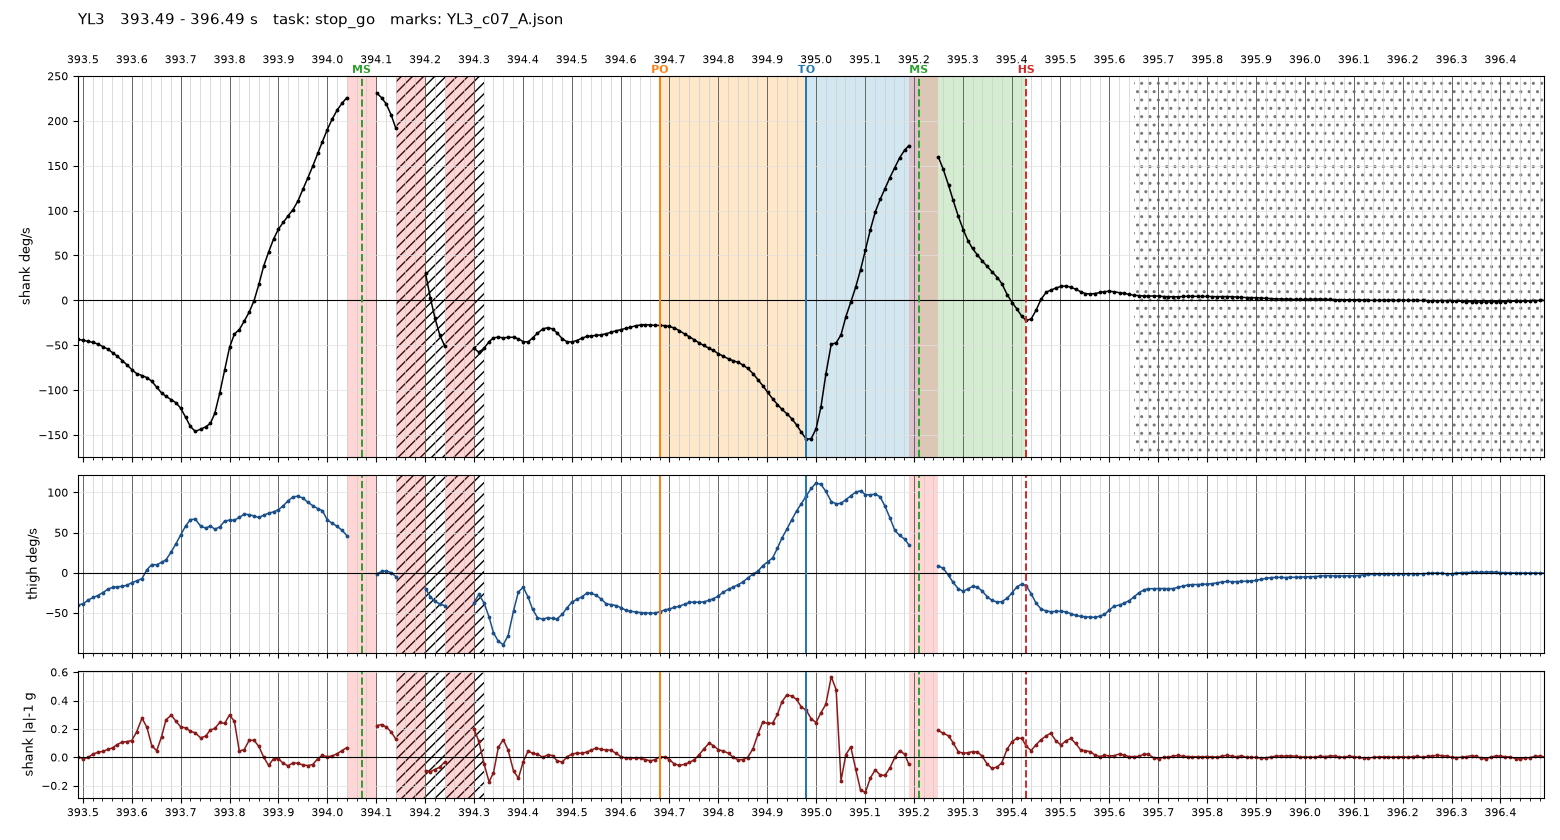 YL3   393.49 - 396.49 s   task: stop_go   marks: YL3_c07_A.json
393.5 393.6 393.7 393.8 393.9 394.0 394.1 394.2 394.3 394.4 394.5 394.6 394.7 394.8 394.9 395.0 395.1 395.2 395.3 395.4 395.5 395.6 395.7 395.8 395.9 396.0 396.1 396.2 396.3 396.4
MS PO TO MS HS
250
200
150
100
50
0
−50
−100
−150
shank deg/s
100
50
0
−50
thigh deg/s
0.6
0.4
0.2
0.0
−0.2
shank |a|-1 g
393.5 393.6 393.7 393.8 393.9 394.0 394.1 394.2 394.3 394.4 394.5 394.6 394.7 394.8 394.9 395.0 395.1 395.2 395.3 395.4 395.5 395.6 395.7 395.8 395.9 396.0 396.1 396.2 396.3 396.4